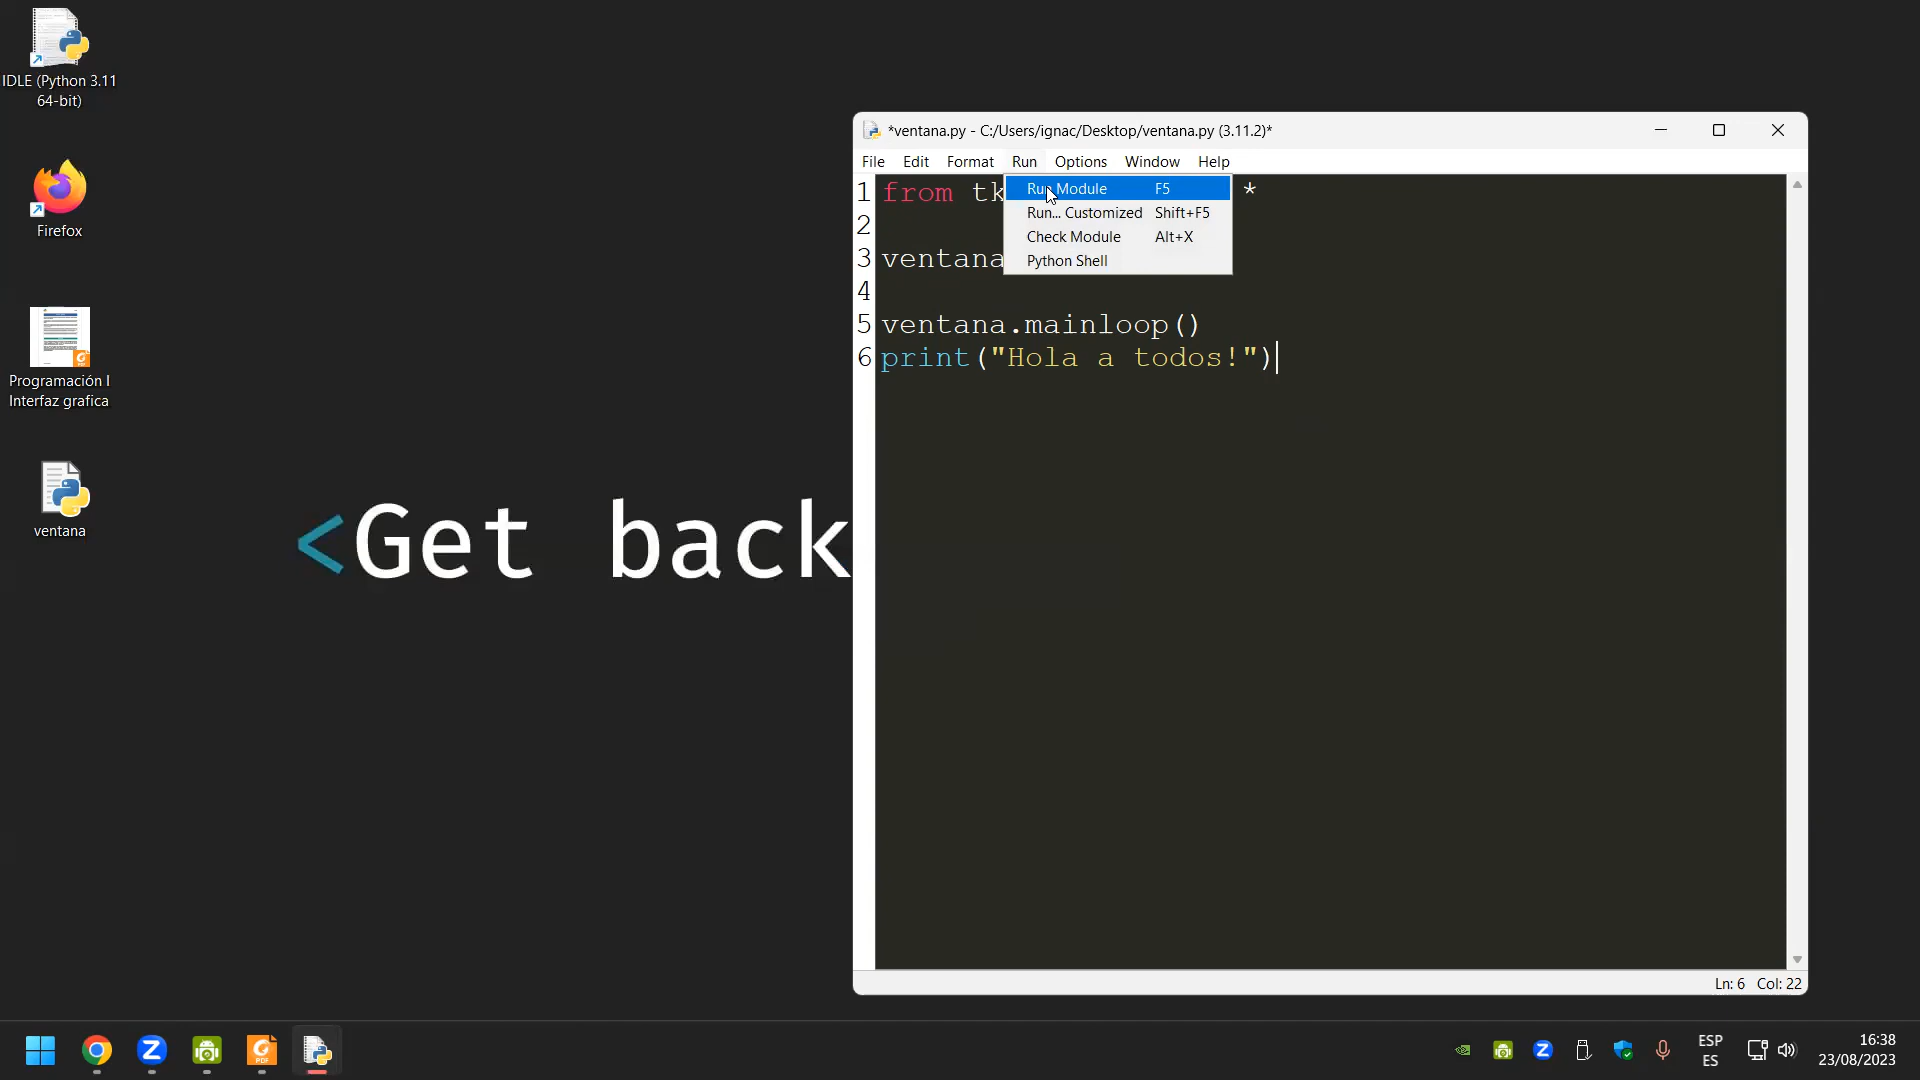 IDLE (Python 3.11
64-bit)
Firefox
Programación I
Interfaz grafica
ventana
<Get back
*ventana.py - C:/Users/ignac/Desktop/ventana.py (3.11.2)*
File Edit Format Run Options Window Help
Run Module F5
Run... Customized Shift+F5
Check Module Alt+X
Python Shell
1 from tk *
2
3 ventana
4
5 ventana.mainloop()
6 print("Hola a todos!")
Ln: 6 Col: 22
ESP
ES
16:38
23/08/2023